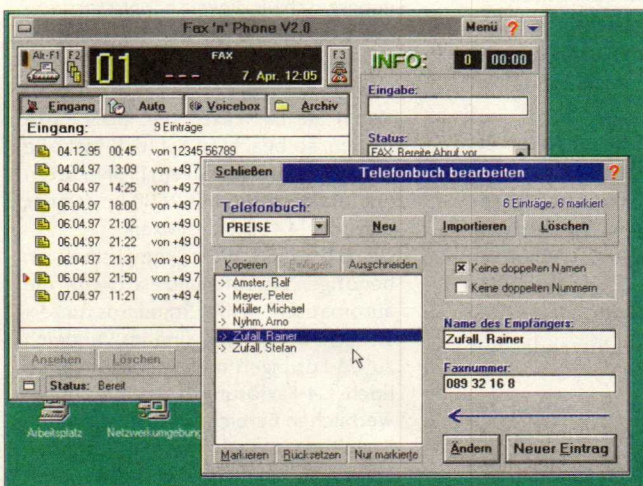 Fax 'n' Phone V2.0
Menü ?
Alt-F1 F2
01
FAX
7. Apr. 12:05
F3
INFO: 0 00:00
Eingang Auto Voicebox Archiv
Eingang: 9 Einträge
04.12.95 00:45 von 12345 56789
04.04.97 13:09 von +49 7
04.04.97 14:25 von +49 7
06.04.97 18:00 von +49 7
06.04.97 21:02 von +49 0
06.04.97 21:22 von +49 0
06.04.97 21:31 von +49 0
06.04.97 21:50 von +49 7
07.04.97 11:21 von +49 4
Ansehen Löschen
Status: Bereit
Eingabe:
Status:
FAX: Bereite Abruf vor
Schließen Telefonbuch bearbeiten ?
Telefonbuch: 6 Einträge, 6 markiert
PREISE Neu Importieren Löschen
Kopieren Einfügen Ausschneiden
-> Amster, Ralf
-> Meyer, Peter
-> Müller, Michael
-> Nyhm, Arno
-> Zufall, Rainer
-> Zufall, Stefan
Markieren Rücksetzen Nur markierte
Keine doppelten Namen
Keine doppelten Nummern
Name des Empfängers:
Zufall, Rainer
Faxnummer:
089 32 16 8
Ändern Neuer Eintrag
Arbeitsplatz Netzwerkumgebung